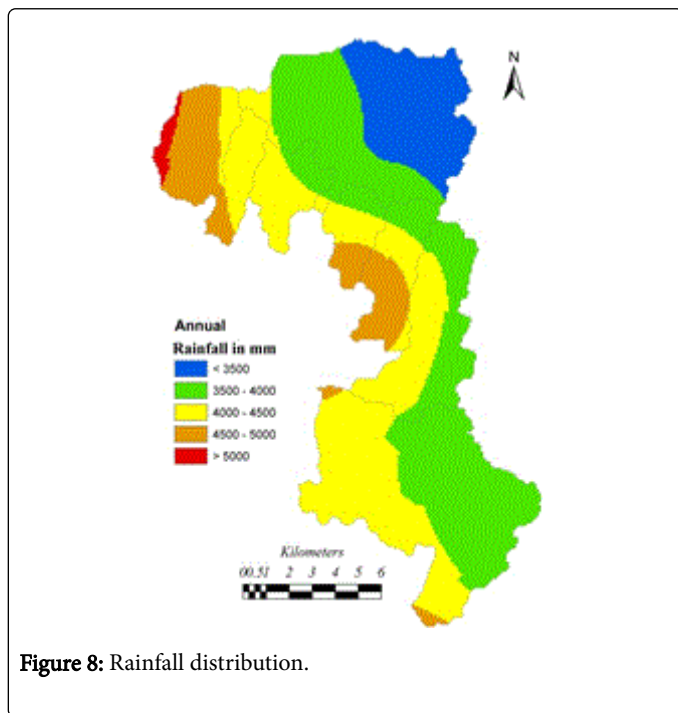 N
Annual
Rainfall in mm
< 3500
3500 - 4000
4000 - 4500
4500 - 5000
> 5000
Kilometers
00.51 2 3 4 5 6
Figure 8: Rainfall distribution.